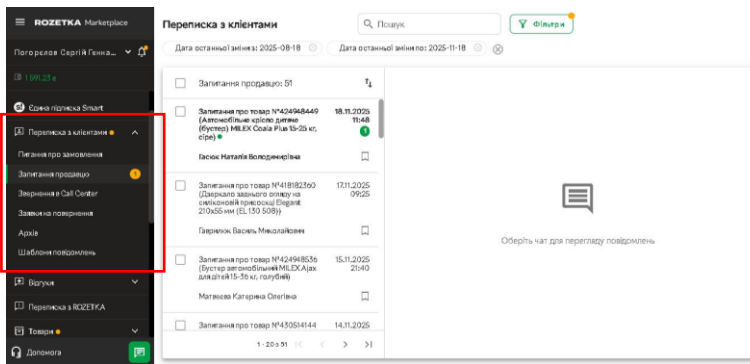 ROZETKA Marketplace
Погорєлов Сергій Генна...
1 591.23 ₴
Єдина підписка Smart
Переписка з клієнтами
Питання про замовлення
Запитання продавцю 1
Звернення в Call Center
Заявки на повернення
Архів
Шаблони повідомлень
Відгуки
Переписка з ROZETKA
Товари
Допомога
Переписка з клієнтами
Пошук
Фільтри
Дата останньої зміни з: 2025-08-18
Дата останньої зміни по: 2025-11-18
Запитання продавцю: 51
Запитання про товар №424948449 18.11.2025
(Автомобільне крісло дитяче 11:48
(бустер) MILEX Coala Plus 15-25 кг, 1
сіре)
Гасюк Наталія Володимирівна
Запитання про товар №418182360 17.11.2025
(Дзеркало заднього огляду на 09:25
силіконовій присосці Elegant
210х55 мм (EL 130 508))
Гаврилюк Василь Миколайович
Запитання про товар №424948536 15.11.2025
(Бустер автомобільний MILEX Ajax 21:40
для дітей 15-36 кг, голубий)
Матвєєва Катерина Олегівна
Запитання про товар №430514144 14.11.2025
1 - 20 з 51
Оберіть чат для перегляду повідомлень